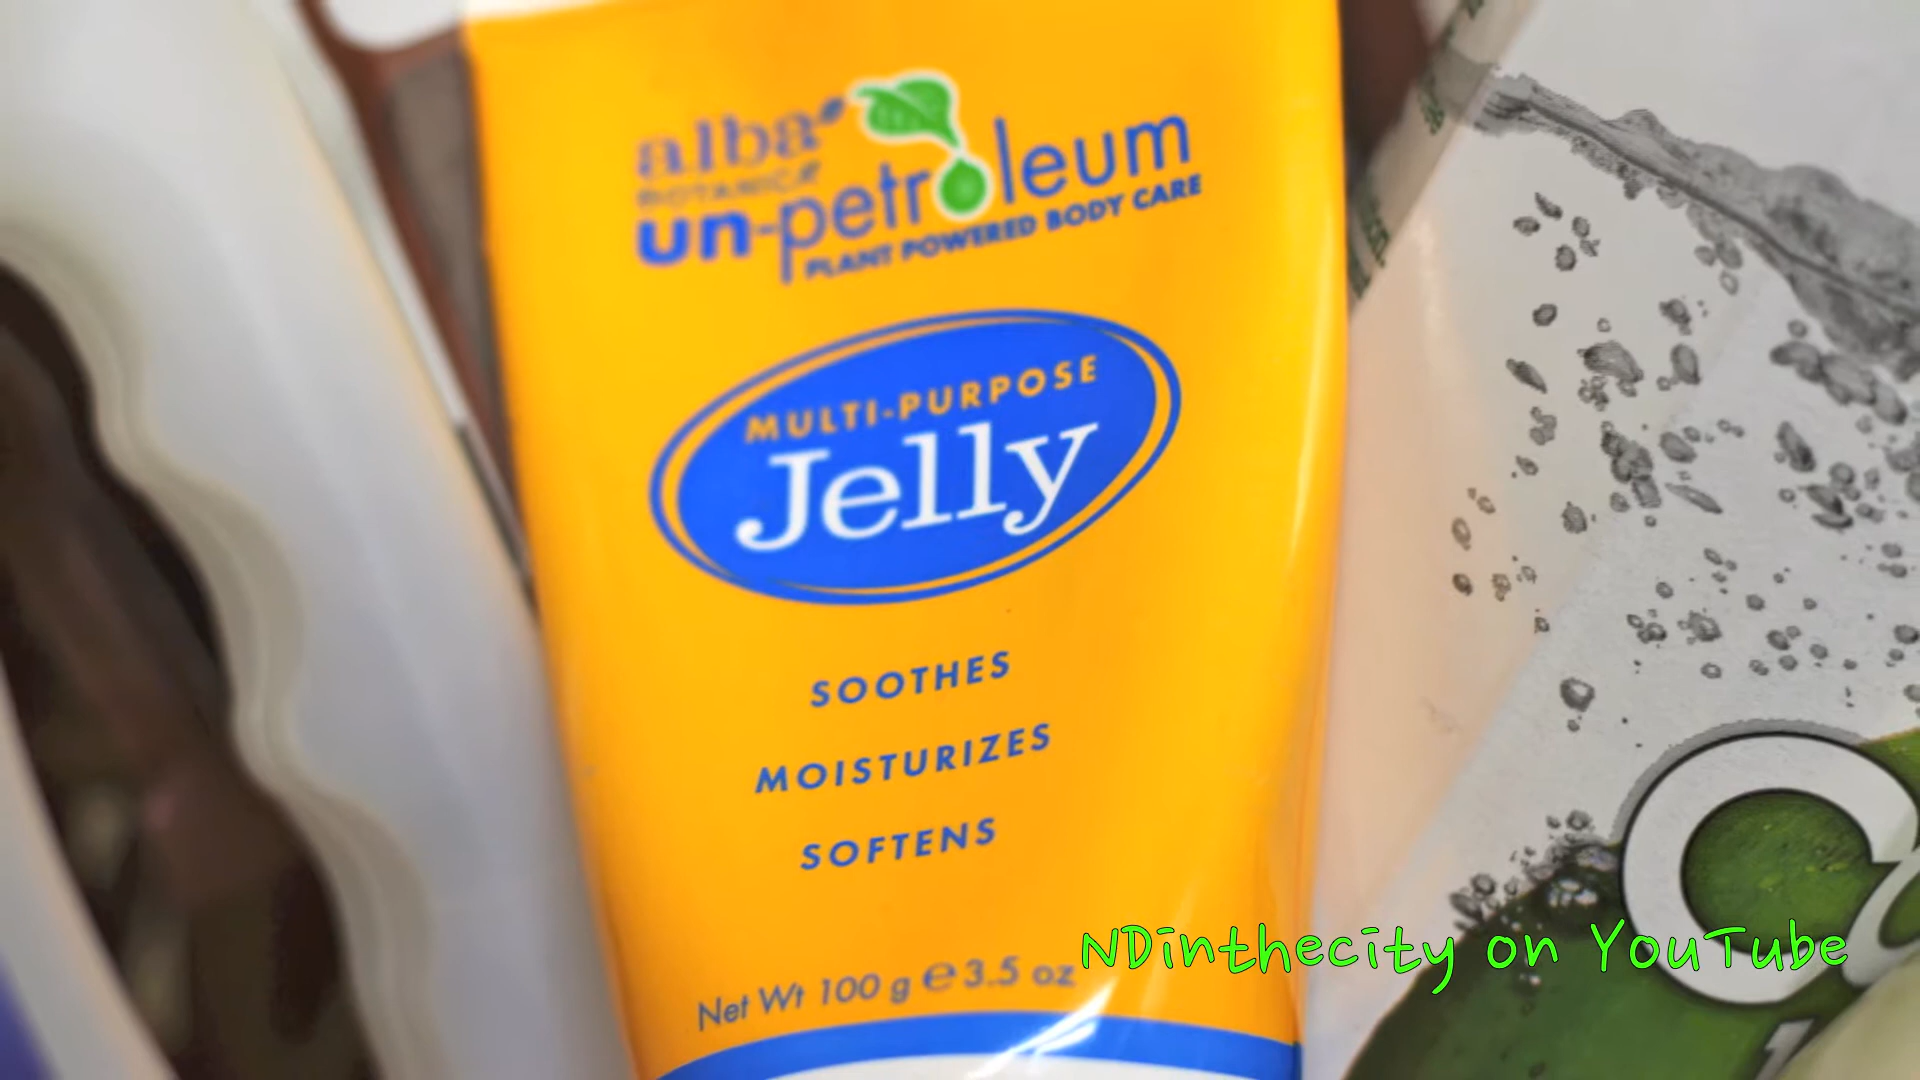 alba
BOTANICA
un-petroleum
PLANT POWERED BODY CARE
MULTI-PURPOSE
Jelly
SOOTHES
MOISTURIZES
SOFTENS
Net Wt 100 g e 3.5 oz
NDinthecity on YouTube